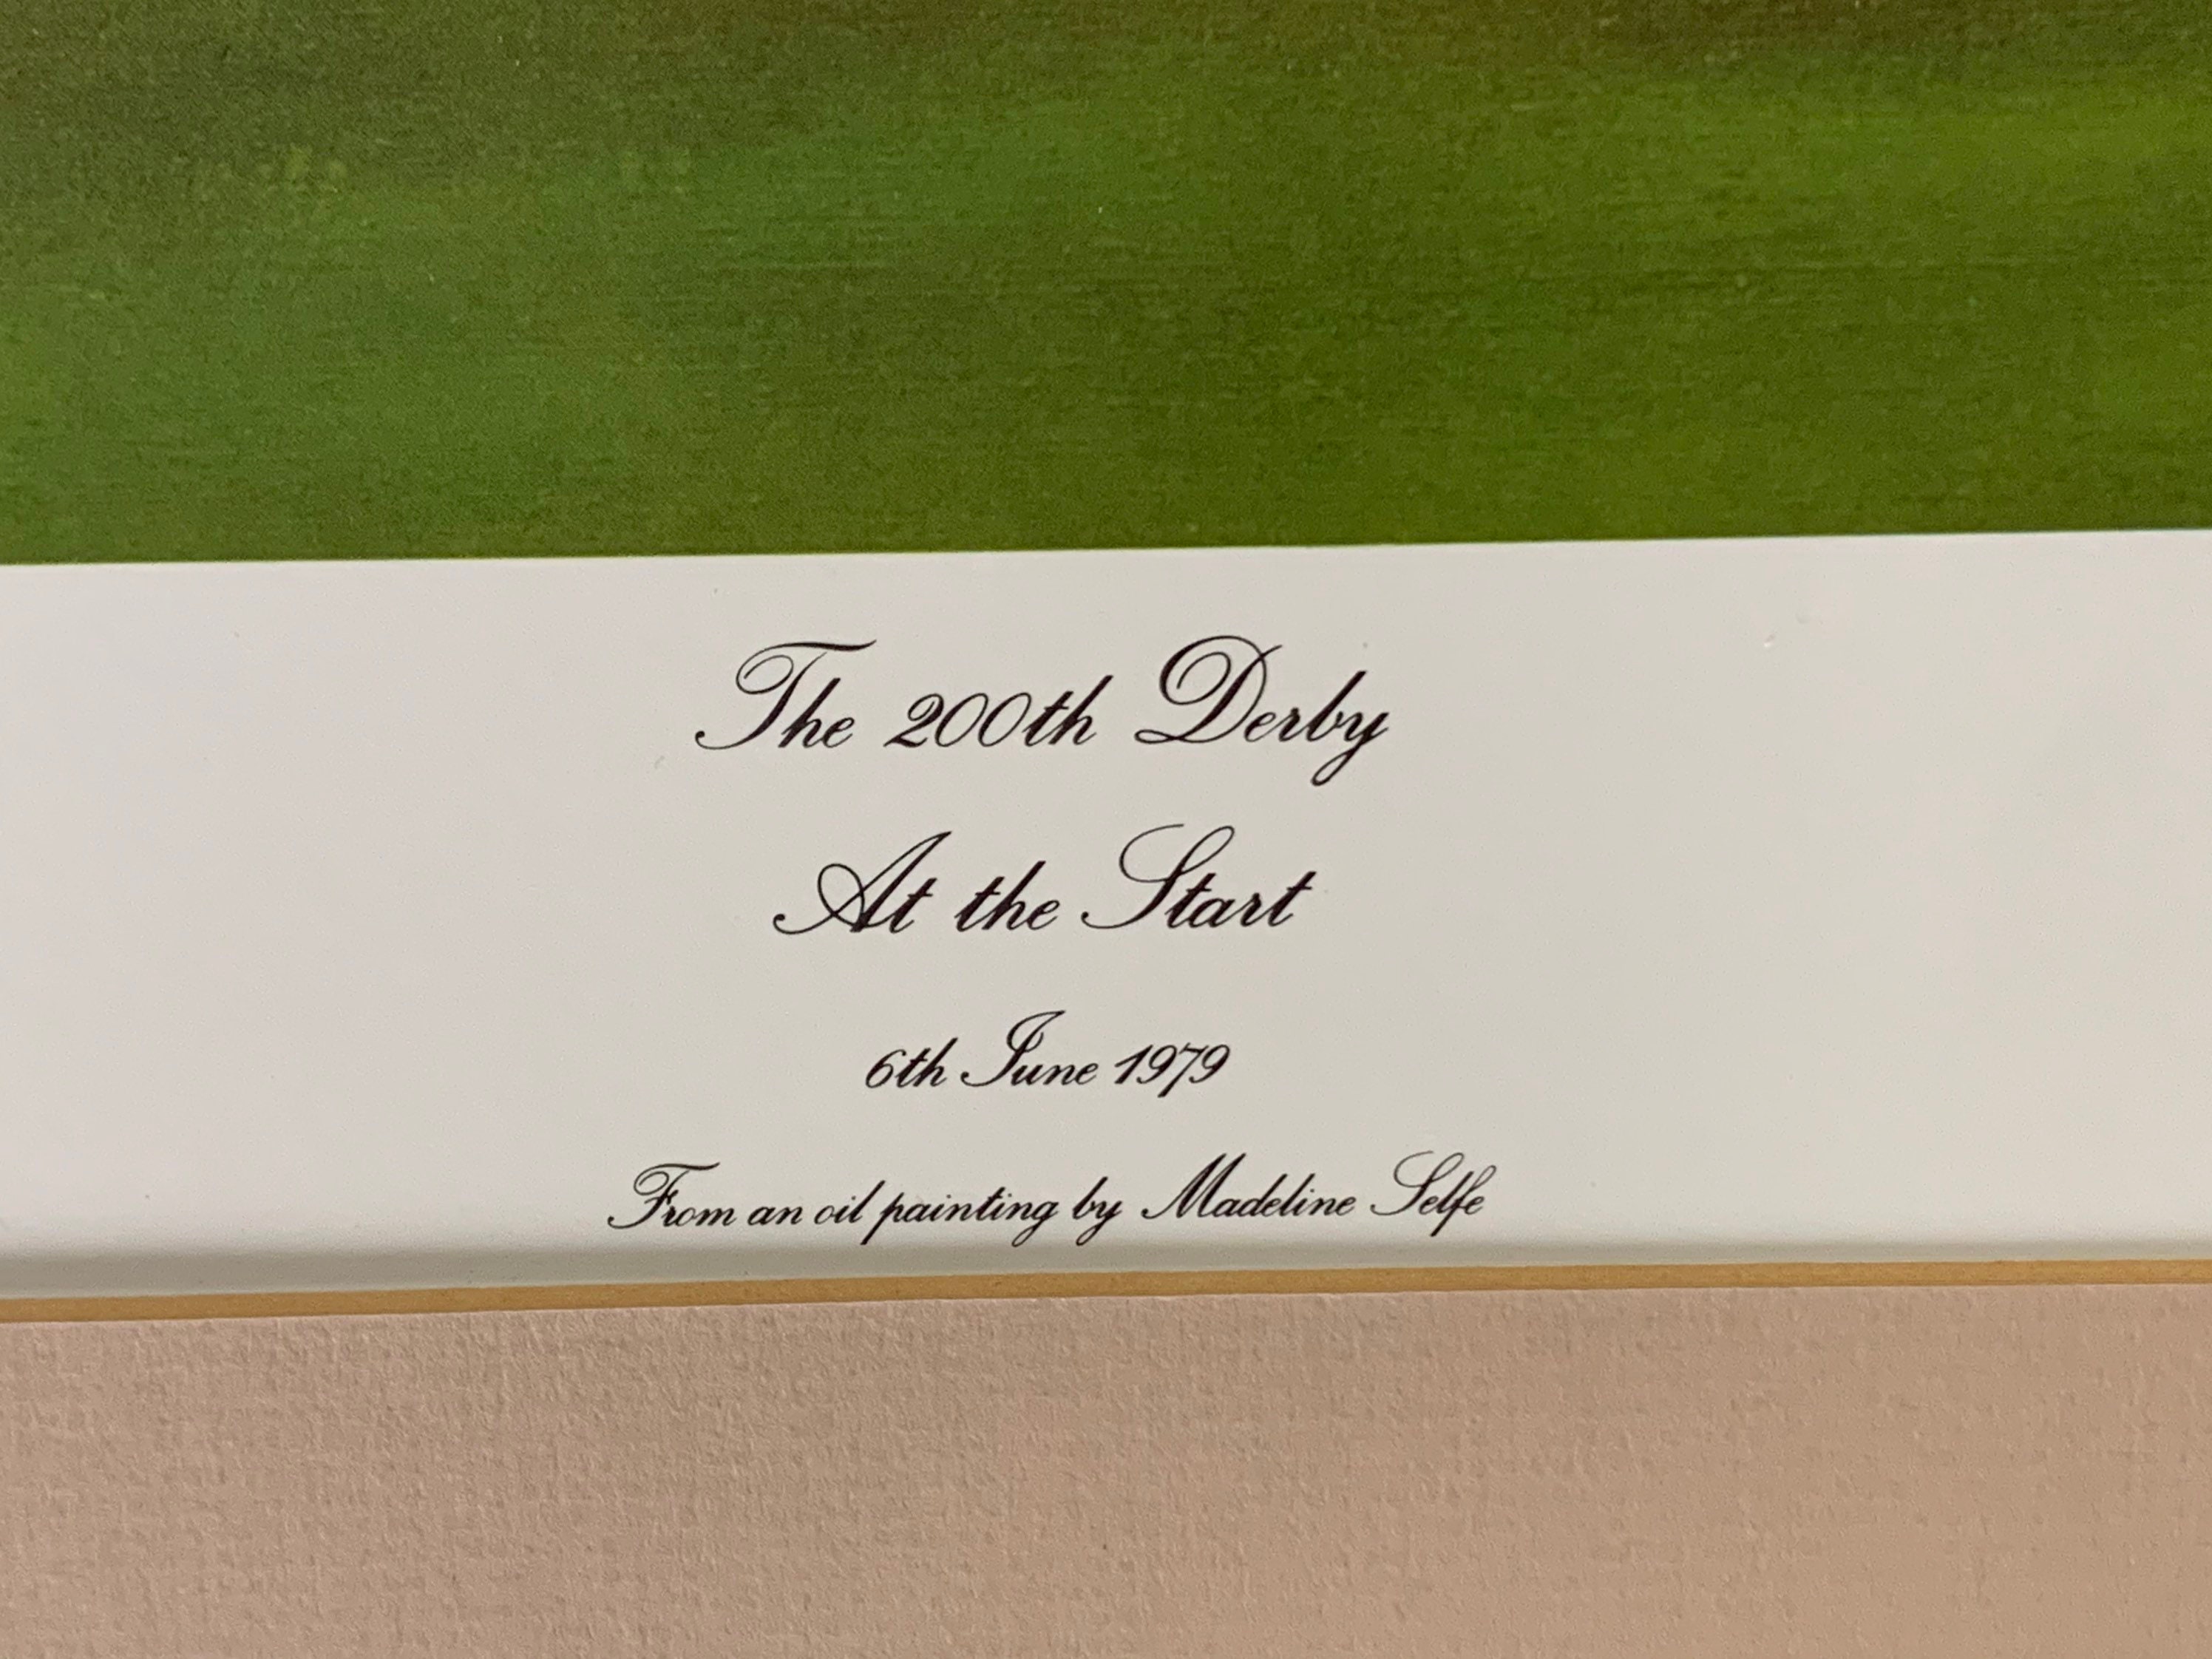 The 200th Derby
At the Start
6th June 1979
From an oil painting by Madeline Selfe